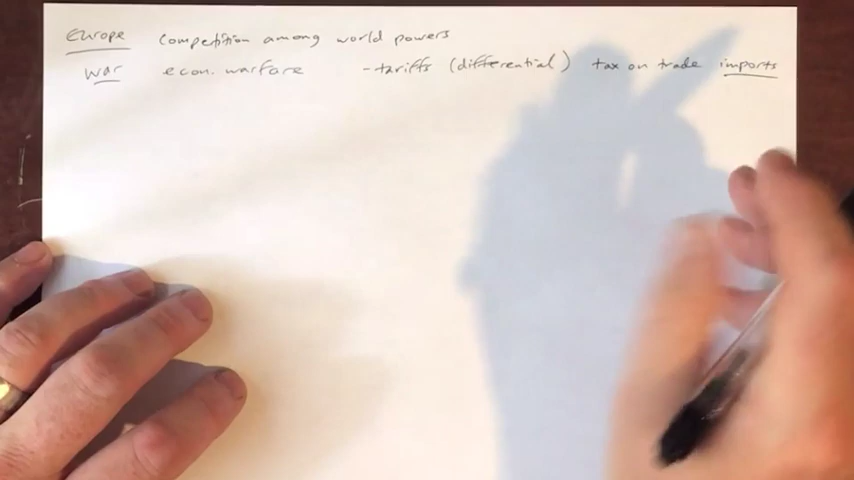 Europe competition among world powers
War econ. warfare - tariffs (differential) tax on trade imports